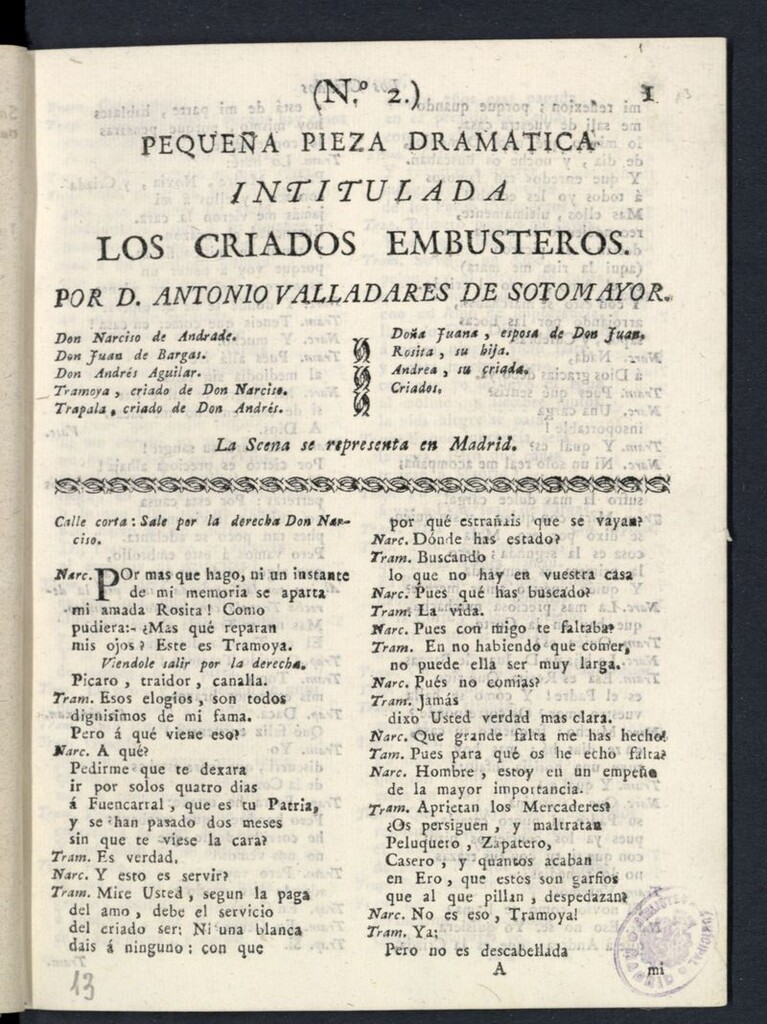 (N.º 2.)
1
PEQUEÑA PIEZA DRAMATICA
INTITULADA
LOS CRIADOS EMBUSTEROS.
POR D. ANTONIO VALLADARES DE SOTOMAYOR.
Don Narciso de Andrade.
Don Juan de Bargas.
Don Andrés Aguilar.
Tramoya, criado de Don Narciso.
Trapala, criado de Don Andrés.
Doña Juana, esposa de Don Juan.
Rosita, su hija.
Andrea, su criada.
Criados.
La Scena se representa en Madrid.
Calle corta: Sale por la derecha Don Nar-
ciso.
Narc. POr mas que hago, ni un instante
de mi memoria se aparta
mi amada Rosita! Como
pudiera:- ¿Mas qué reparan
mis ojos? Este es Tramoya.
Viendole salir por la derecha.
Picaro, traidor, canalla.
Tram. Esos elogios, son todos
dignisimos de mi fama.
Pero á qué viene eso?
Narc. A qué?
Pedirme que te dexara
ir por solos quatro dias
á Fuencarral, que es tu Patria,
y se han pasado dos meses
sin que te viese la cara?
Tram. Es verdad.
Narc. Y esto es servir?
Tram. Mire Usted, segun la paga
del amo, debe el servicio
del criado ser: Ni una blanca
dais á ninguno: con que
por qué estrañais que se vayan?
Narc. Dónde has estado?
Tram. Buscando
lo que no hay en vuestra casa
Narc. Pues qué has buscado?
Tram. La vida.
Narc. Pues con migo te faltaba?
Tram. En no habiendo que comer,
no puede ella ser muy larga.
Narc. Pués no comias?
Tram. Jamás
dixo Usted verdad mas clara.
Narc. Que grande falta me has hecho!
Tam. Pues para qué os he echo falta?
Narc. Hombre, estoy en un empeño
de la mayor importancia.
Tram. Aprietan los Mercaderes?
¿Os persiguen, y maltratan
Peluquero, Zapatero,
Casero, y quantos acaban
en Ero, que estos son garfios
que al que pillan, despedazan?
Narc. No es eso, Tramoya!
Tram. Ya:
Pero no es descabellada
A
mi
13